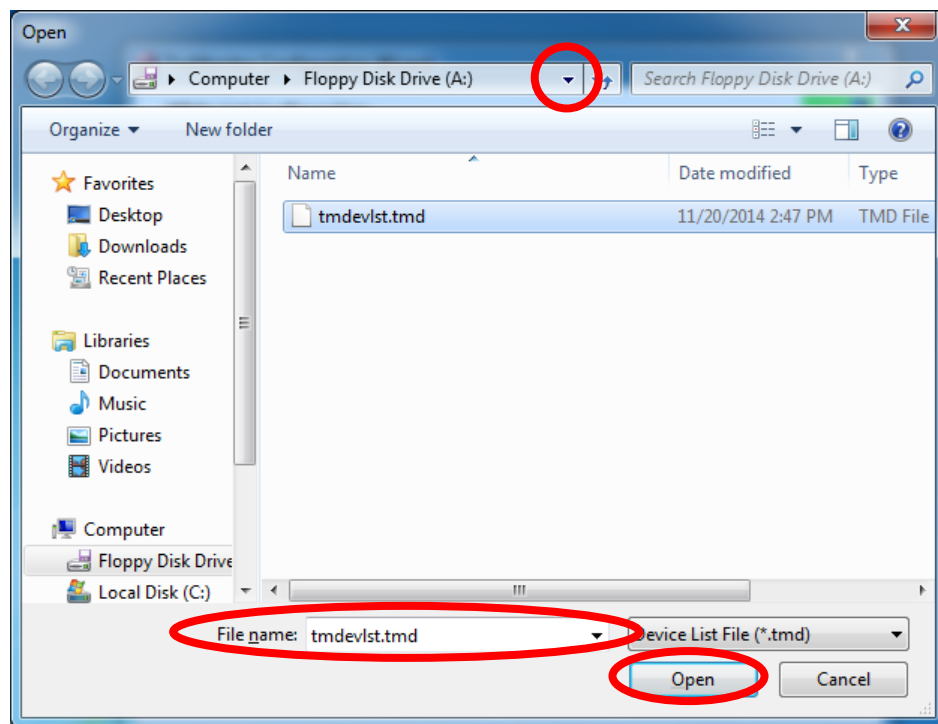 Open
Computer Floppy Disk Drive (A:) Search Floppy Disk Drive (A:)
Organize New folder
Name Date modified Type
Favorites
Desktop
Downloads
Recent Places
Libraries
Documents
Music
Pictures
Videos
Computer
Floppy Disk Drive
Local Disk (C:)
tmdevlst.tmd 11/20/2014 2:47 PM TMD File
File name: tmdevlst.tmd Device List File (*.tmd)
Open Cancel